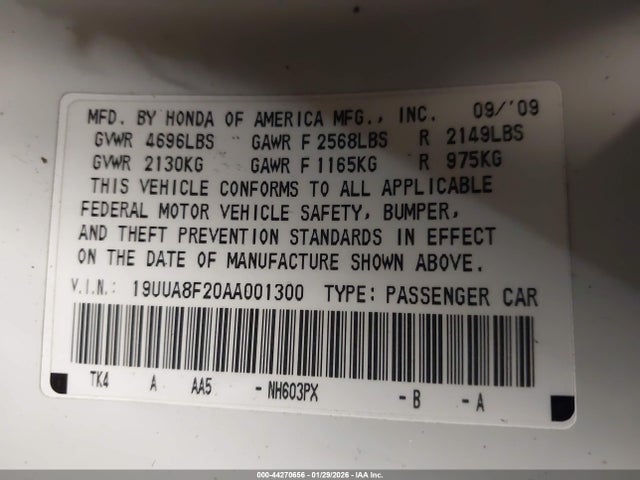 MFD. BY HONDA OF AMERICA MFG., INC. 09/'09
GVWR 4696LBS GAWR F 2568LBS R 2149LBS
GVWR 2130KG GAWR F 1165KG R 975KG
THIS VEHICLE CONFORMS TO ALL APPLICABLE
FEDERAL MOTOR VEHICLE SAFETY, BUMPER,
AND THEFT PREVENTION STANDARDS IN EFFECT
ON THE DATE OF MANUFACTURE SHOWN ABOVE.
V.I.N.: 19UUA8F20AA001300 TYPE: PASSENGER CAR
TK4 A AA5 - NH603PX - B - A
000-44270656 - 01/29/2026 - IAA Inc.